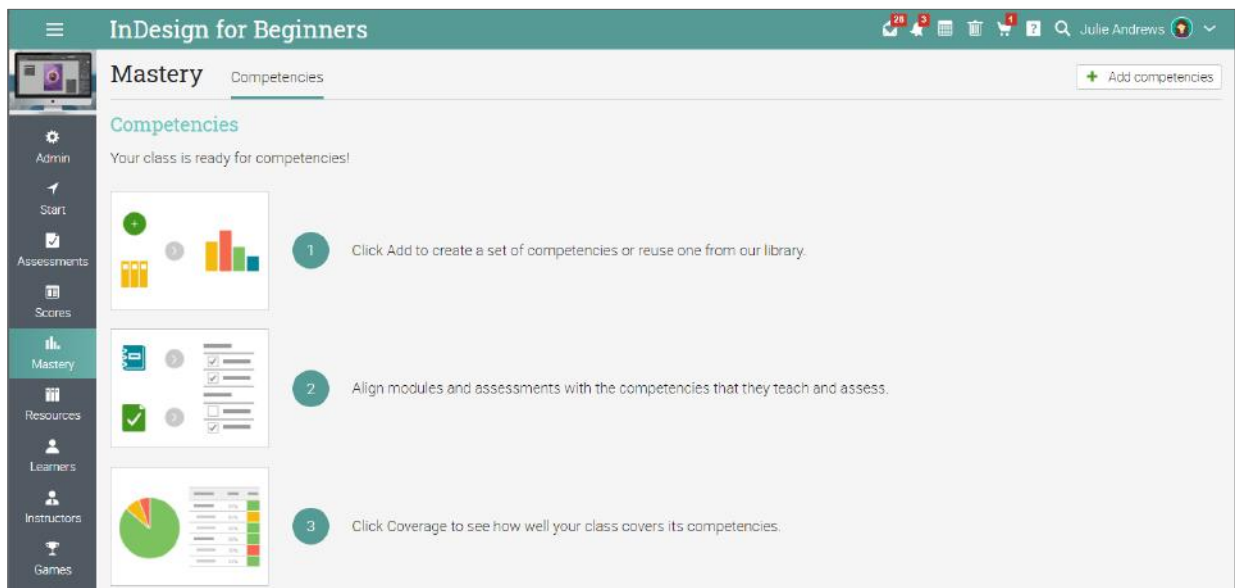 InDesign for Beginners
28
3
1
?
Julie Andrews
Mastery
Competencies
+ Add competencies
Admin
Start
Assessments
Scores
Mastery
Resources
Learners
Instructors
Games
Competencies
Your class is ready for competencies!
1
Click Add to create a set of competencies or reuse one from our library.
2
Align modules and assessments with the competencies that they teach and assess.
3
Click Coverage to see how well your class covers its competencies.